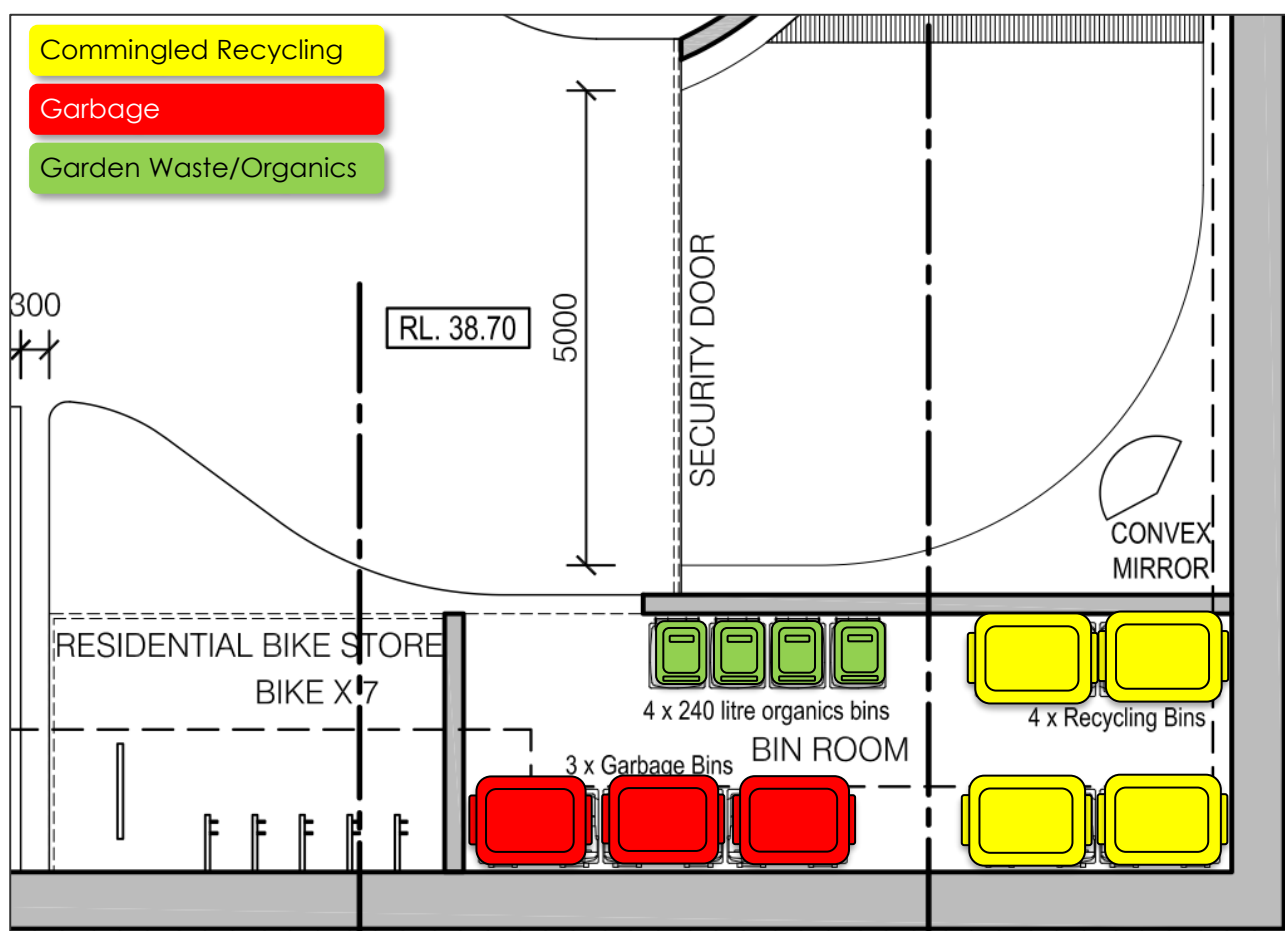 Commingled Recycling
Garbage
Garden Waste/Organics
300
RL. 38.70
5000
SECURITY DOOR
CONVEX
MIRROR
RESIDENTIAL BIKE STORE
BIKE X 7
4 x 240 litre organics bins
4 x Recycling Bins
BIN ROOM
3 x Garbage Bins